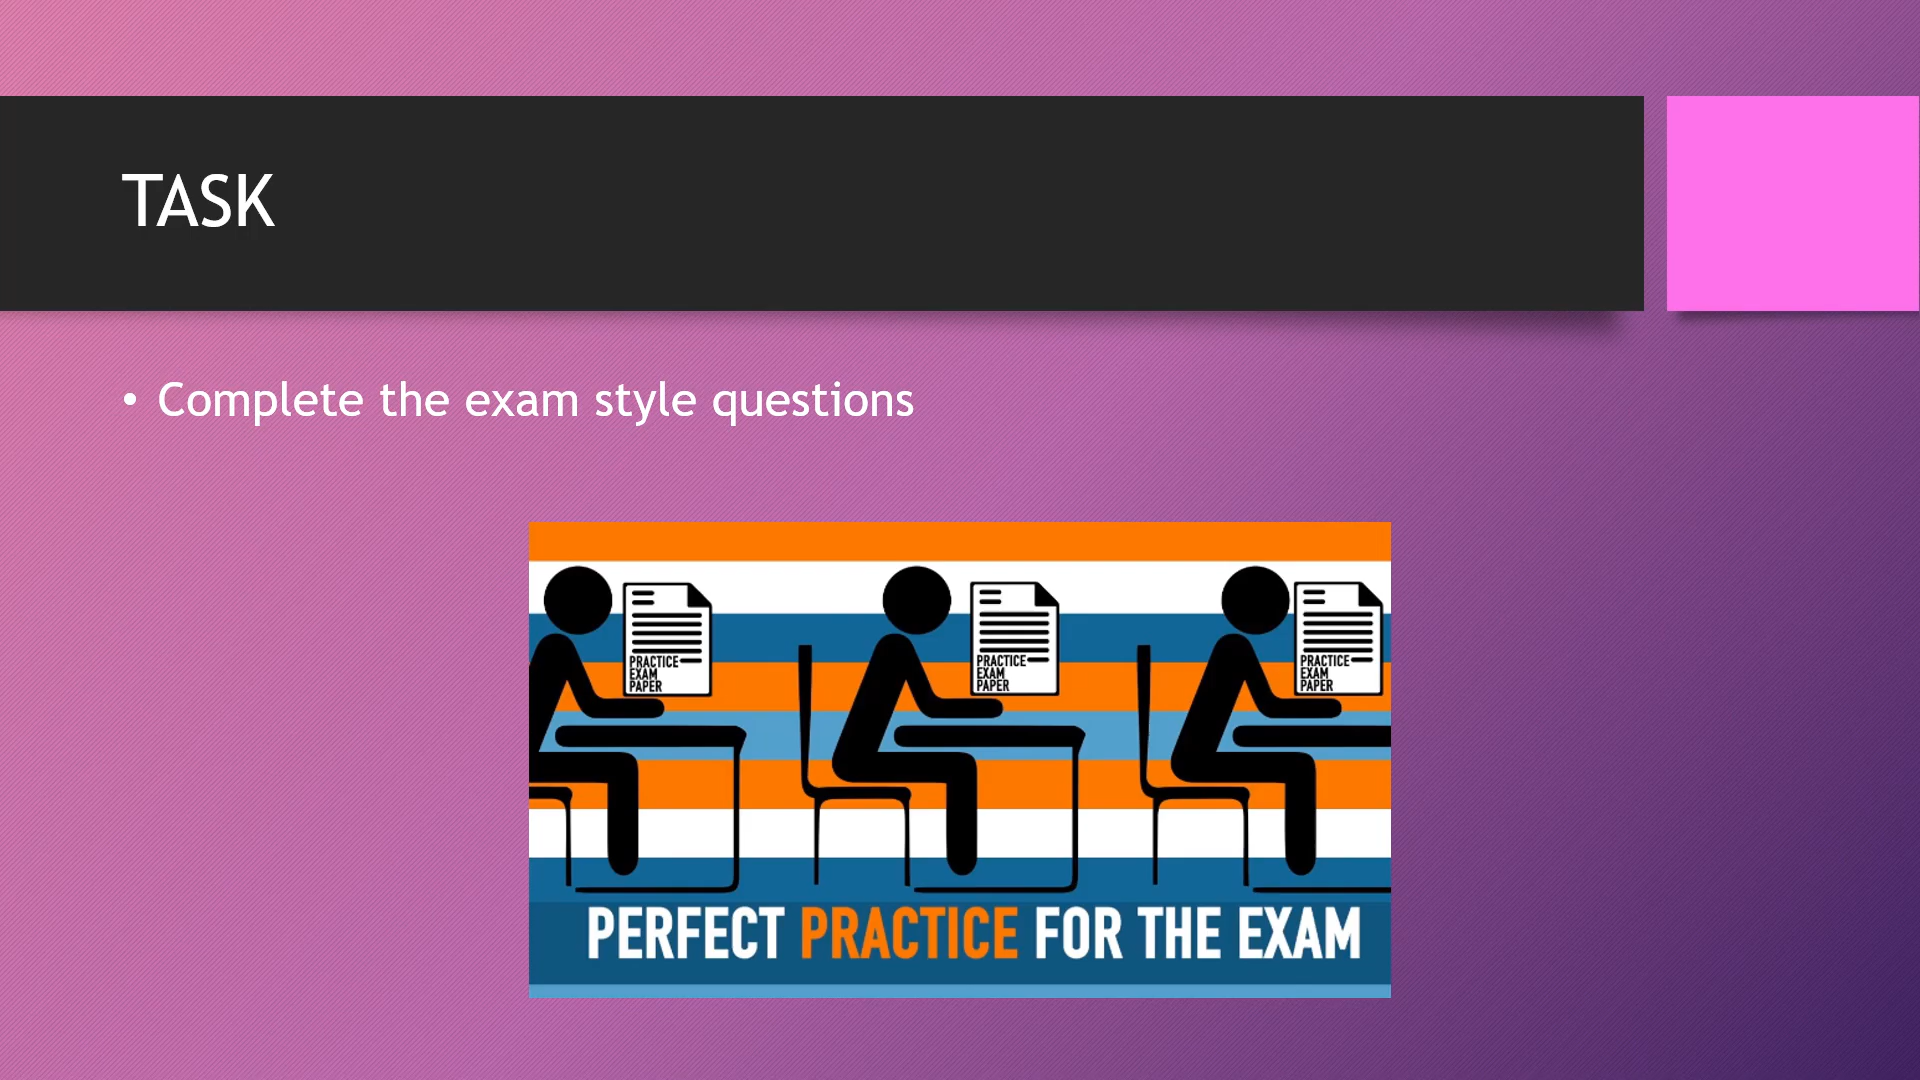 TASK
• Complete the exam style questions
PRACTICE
EXAM
PAPER
PRACTICE
EXAM
PAPER
PRACTICE
EXAM
PAPER
PERFECT PRACTICE FOR THE EXAM